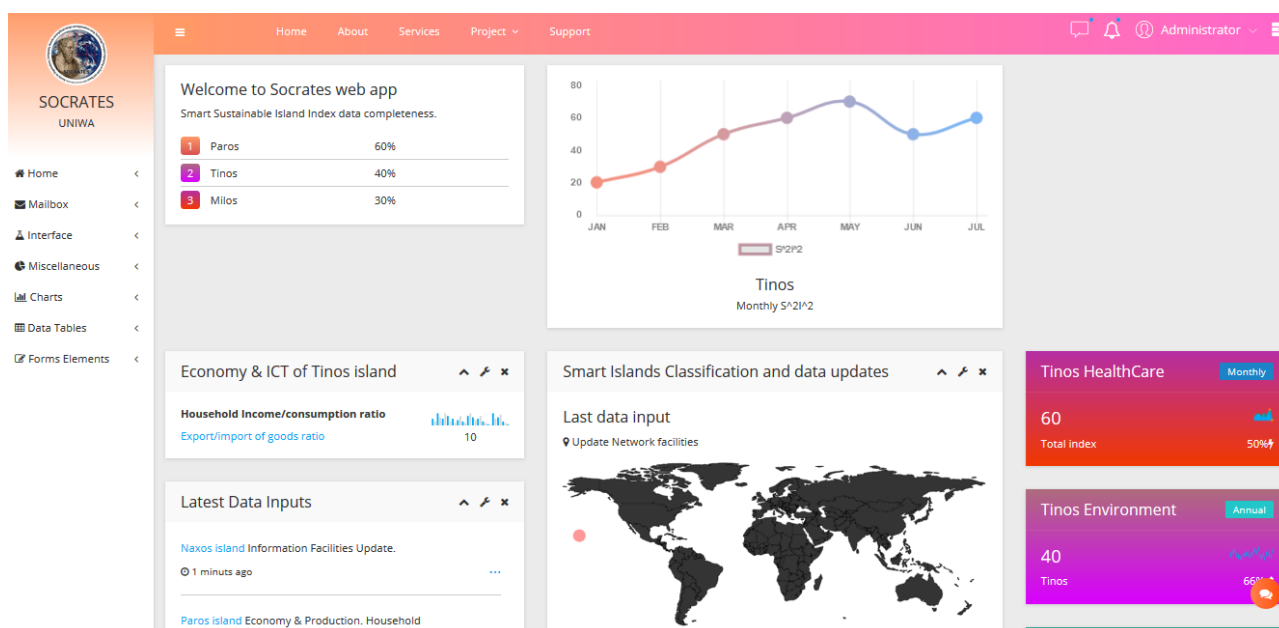 SOCRATES
SOCRATES
UNIWA
Home
Mailbox
Interface
Miscellaneous
Charts
Data Tables
Forms Elements
Home About Services Project Support
Administrator
Welcome to Socrates web app
Smart Sustainable Island Index data completeness.
1 Paros 60%
2 Tinos 40%
3 Milos 30%
80
60
40
20
0
JAN FEB MAR APR MAY JUN JUL
S^2I^2
Tinos
Monthly S^2I^2
Economy & ICT of Tinos island
Household Income/consumption ratio
Export/import of goods ratio 10
Latest Data Inputs
Naxos island Information Facilities Update.
1 minuts ago
Paros island Economy & Production. Household
Smart Islands Classification and data updates
Last data input
Update Network facilities
Tinos HealthCare Monthly
60
Total index 50%
Tinos Environment Annual
40
Tinos 66%